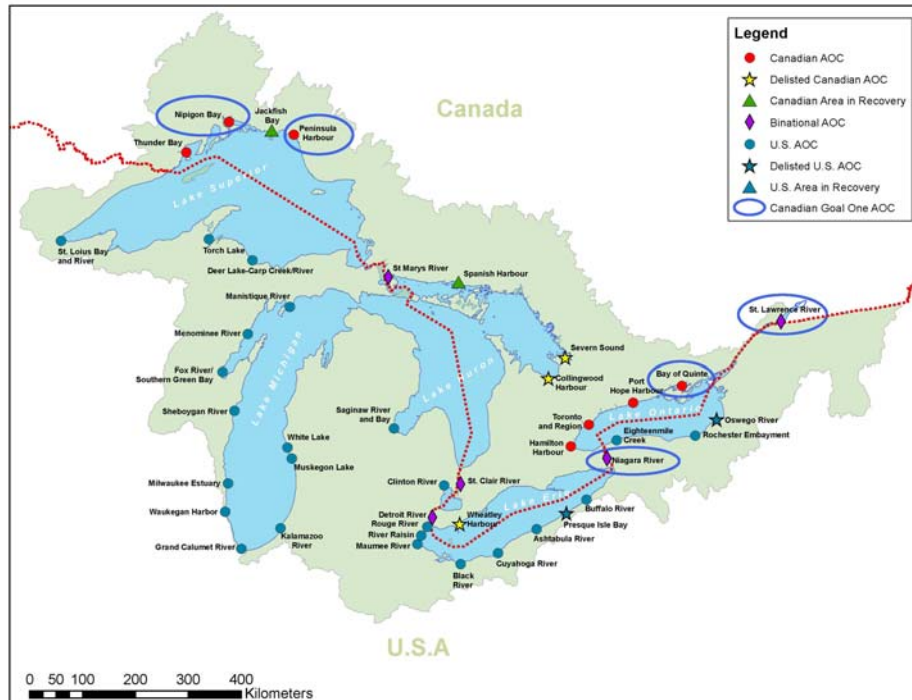 Legend
Canadian AOC
Delisted Canadian AOC
Canadian Area in Recovery
Binational AOC
U.S. AOC
Delisted U.S. AOC
U.S. Area in Recovery
Canadian Goal One AOC
Canada
Nipigon Bay
Jackfish
Bay
Peninsula
Harbour
Thunder Bay
Lake Superior
St. Loius Bay
and River
Torch Lake
Deer Lake-Carp Creek/River
St Marys River
Spanish Harbour
Manistique River
Menominee River
Fox River/
Southern Green Bay
Sheboygan River
Lake Michigan
Lake Huron
Saginaw River
and Bay
Severn Sound
Collingwood
Harbour
St. Lawrence River
Bay of Quinte
Port
Hope Harbour
Lake Ontario
Toronto
and Region
Hamilton
Harbour
Eighteenmile
Creek
Oswego River
Rochester Embayment
Niagara River
White Lake
Muskegon Lake
Milwaukee Estuary
Waukegan Harbor
Grand Calumet River
Kalamazoo
River
Clinton River
St. Clair River
Detroit River
Rouge River
River Raisin
Maumee River
Wheatley
Harbour
Lake Erie
Buffalo River
Presque Isle Bay
Ashtabula River
Cuyahoga River
Black
River
U.S.A
0 50 100 200 300 400
Kilometers